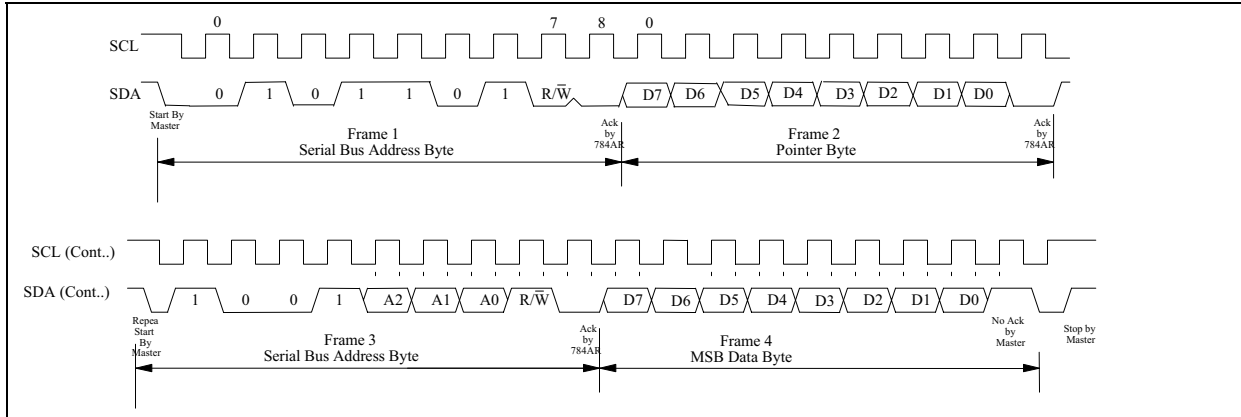 0 7 8 0
SCL
SDA 0 1 0 1 1 0 1 R/W̅ D7 D6 D5 D4 D3 D2 D1 D0
Start By
Master
Frame 1
Serial Bus Address Byte
Ack
by
784AR
Frame 2
Pointer Byte
Ack
by
784AR
SCL (Cont..)
SDA (Cont..) 1 0 0 1 A2 A1 A0 R/W̅ D7 D6 D5 D4 D3 D2 D1 D0
Repea
Start
By
Master
Frame 3
Serial Bus Address Byte
Ack
by
784AR
Frame 4
MSB Data Byte
No Ack
by
Master
Stop by
Master